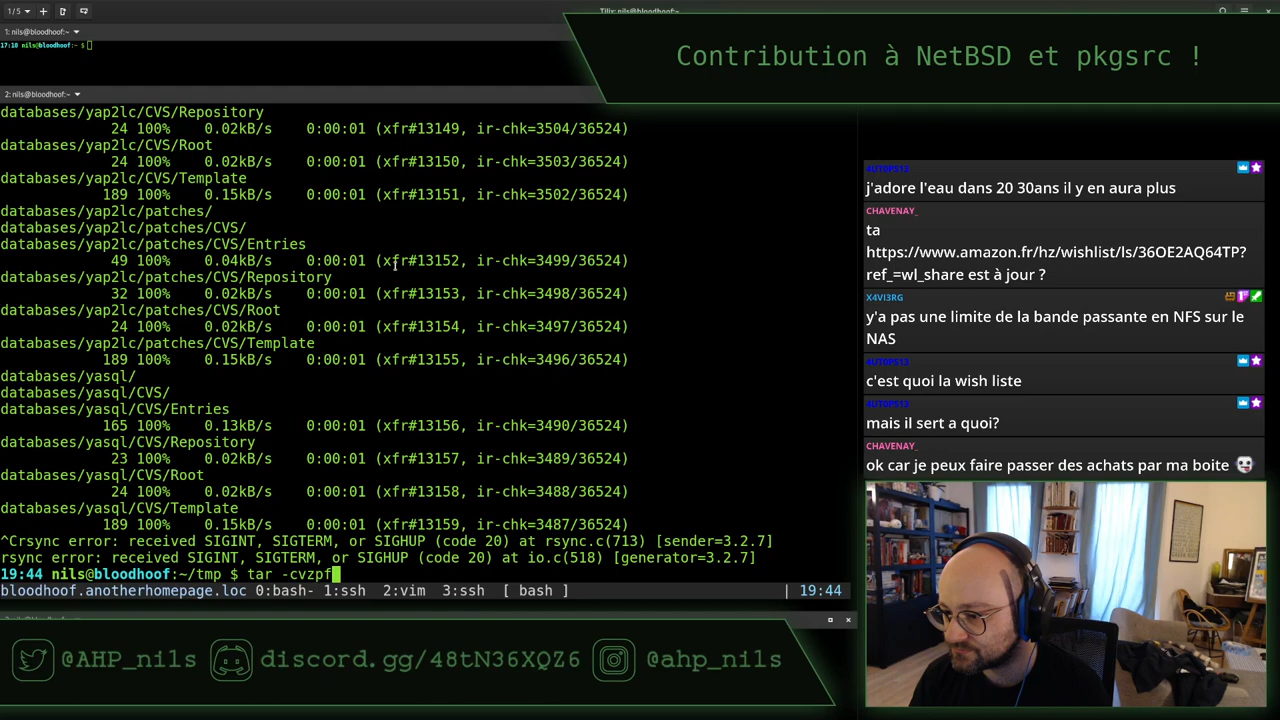 1/5
Tilix: nils@bloodhoof:~
1: nils@bloodhoof:~
17:18 nils@bloodhoof:~ $
Contribution à NetBSD et pkgsrc !
2: nils@bloodhoof:~
databases/yap2lc/CVS/Repository
24 100% 0.02kB/s 0:00:01 (xfr#13149, ir-chk=3504/36524)
databases/yap2lc/CVS/Root
24 100% 0.02kB/s 0:00:01 (xfr#13150, ir-chk=3503/36524)
databases/yap2lc/CVS/Template
189 100% 0.15kB/s 0:00:01 (xfr#13151, ir-chk=3502/36524)
databases/yap2lc/patches/
databases/yap2lc/patches/CVS/
databases/yap2lc/patches/CVS/Entries
49 100% 0.04kB/s 0:00:01 (xfr#13152, ir-chk=3499/36524)
databases/yap2lc/patches/CVS/Repository
32 100% 0.02kB/s 0:00:01 (xfr#13153, ir-chk=3498/36524)
databases/yap2lc/patches/CVS/Root
24 100% 0.02kB/s 0:00:01 (xfr#13154, ir-chk=3497/36524)
databases/yap2lc/patches/CVS/Template
189 100% 0.15kB/s 0:00:01 (xfr#13155, ir-chk=3496/36524)
databases/yasql/
databases/yasql/CVS/
databases/yasql/CVS/Entries
165 100% 0.13kB/s 0:00:01 (xfr#13156, ir-chk=3490/36524)
databases/yasql/CVS/Repository
23 100% 0.02kB/s 0:00:01 (xfr#13157, ir-chk=3489/36524)
databases/yasql/CVS/Root
24 100% 0.02kB/s 0:00:01 (xfr#13158, ir-chk=3488/36524)
databases/yasql/CVS/Template
189 100% 0.15kB/s 0:00:01 (xfr#13159, ir-chk=3487/36524)
^Crsync error: received SIGINT, SIGTERM, or SIGHUP (code 20) at rsync.c(713) [sender=3.2.7]
rsync error: received SIGINT, SIGTERM, or SIGHUP (code 20) at io.c(518) [generator=3.2.7]
19:44 nils@bloodhoof:~/tmp $ tar -cvzpf
bloodhoof.anotherhomepage.loc 0:bash- 1:ssh 2:vim 3:ssh [ bash ] | 19:44
4UT0PS13
j'adore l'eau dans 20 30ans il y en aura plus
CHAVENAY_
ta
https://www.amazon.fr/hz/wishlist/ls/36OE2AQ64TP?
ref_=wl_share est à jour ?
X4VI3RG
y'a pas une limite de la bande passante en NFS sur le
NAS
4UT0PS13
c'est quoi la wish liste
4UT0PS13
mais il sert a quoi?
CHAVENAY_
ok car je peux faire passer des achats par ma boite
@AHP_nils
discord.gg/48tN36XQZ6
@ahp_nils